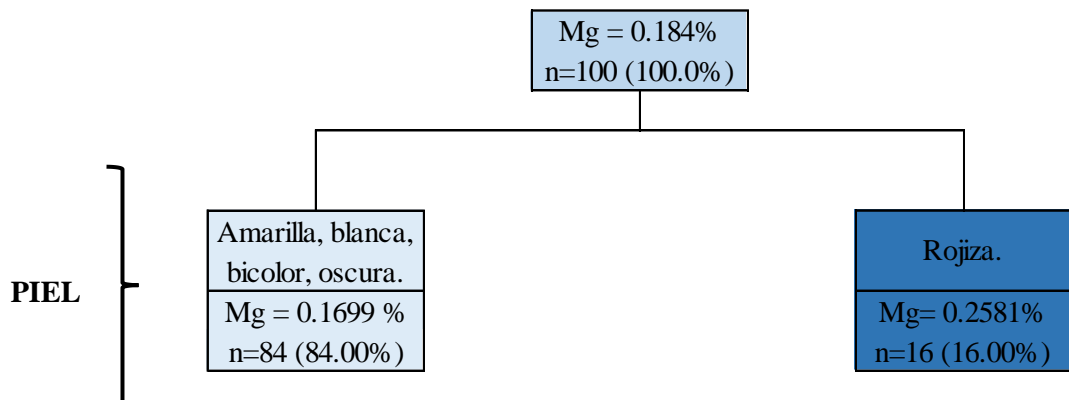 Mg = 0.184%
n=100 (100.0%)
PIEL
Amarilla, blanca,
bicolor, oscura.
Mg = 0.1699 %
n=84 (84.00%)
Rojiza.
Mg= 0.2581%
n=16 (16.00%)